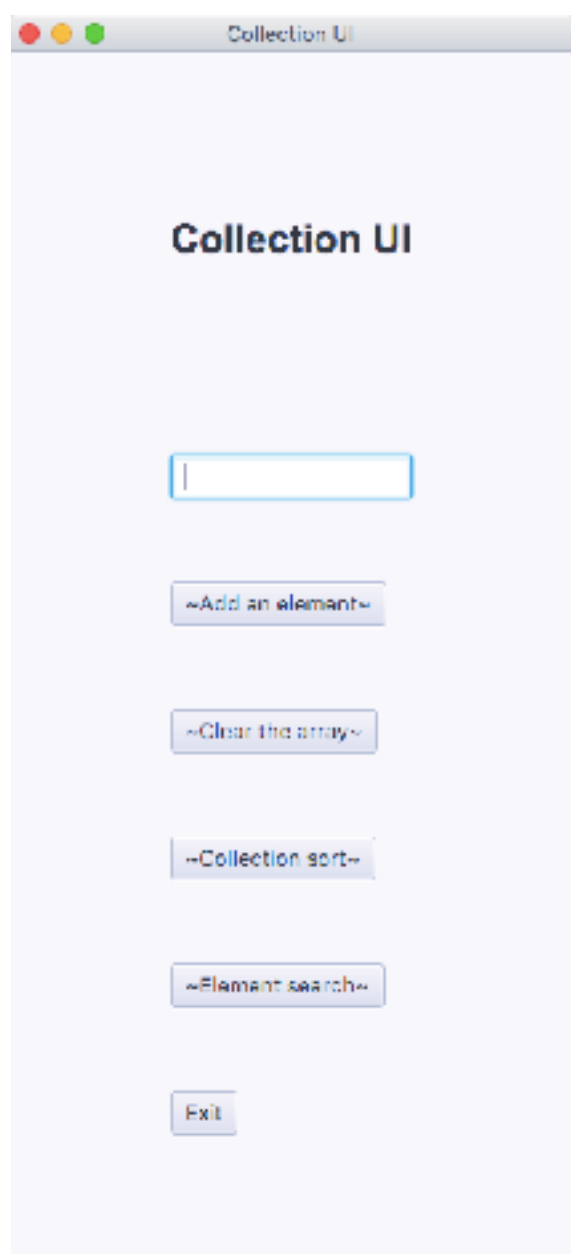 Collection UI
Collection UI
~Add an element~
~Clear the array~
~Collection sort~
~Element search~
Exit